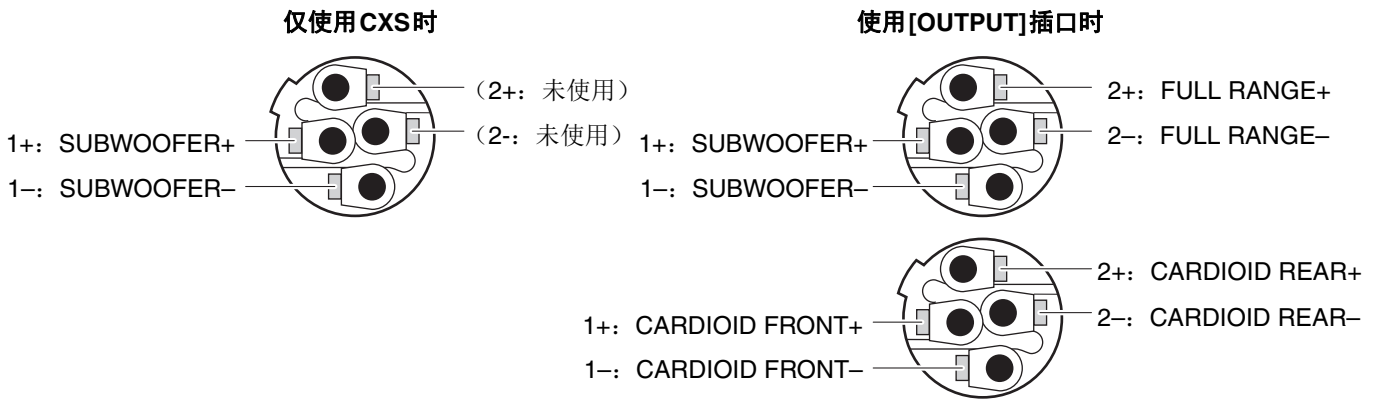 仅使用CXS时
（2+：未使用）
（2-：未使用）
1+：SUBWOOFER+
1–：SUBWOOFER–
使用[OUTPUT]插口时
2+：FULL RANGE+
2–：FULL RANGE–
1+：SUBWOOFER+
1–：SUBWOOFER–
2+：CARDIOID REAR+
2–：CARDIOID REAR–
1+：CARDIOID FRONT+
1–：CARDIOID FRONT–